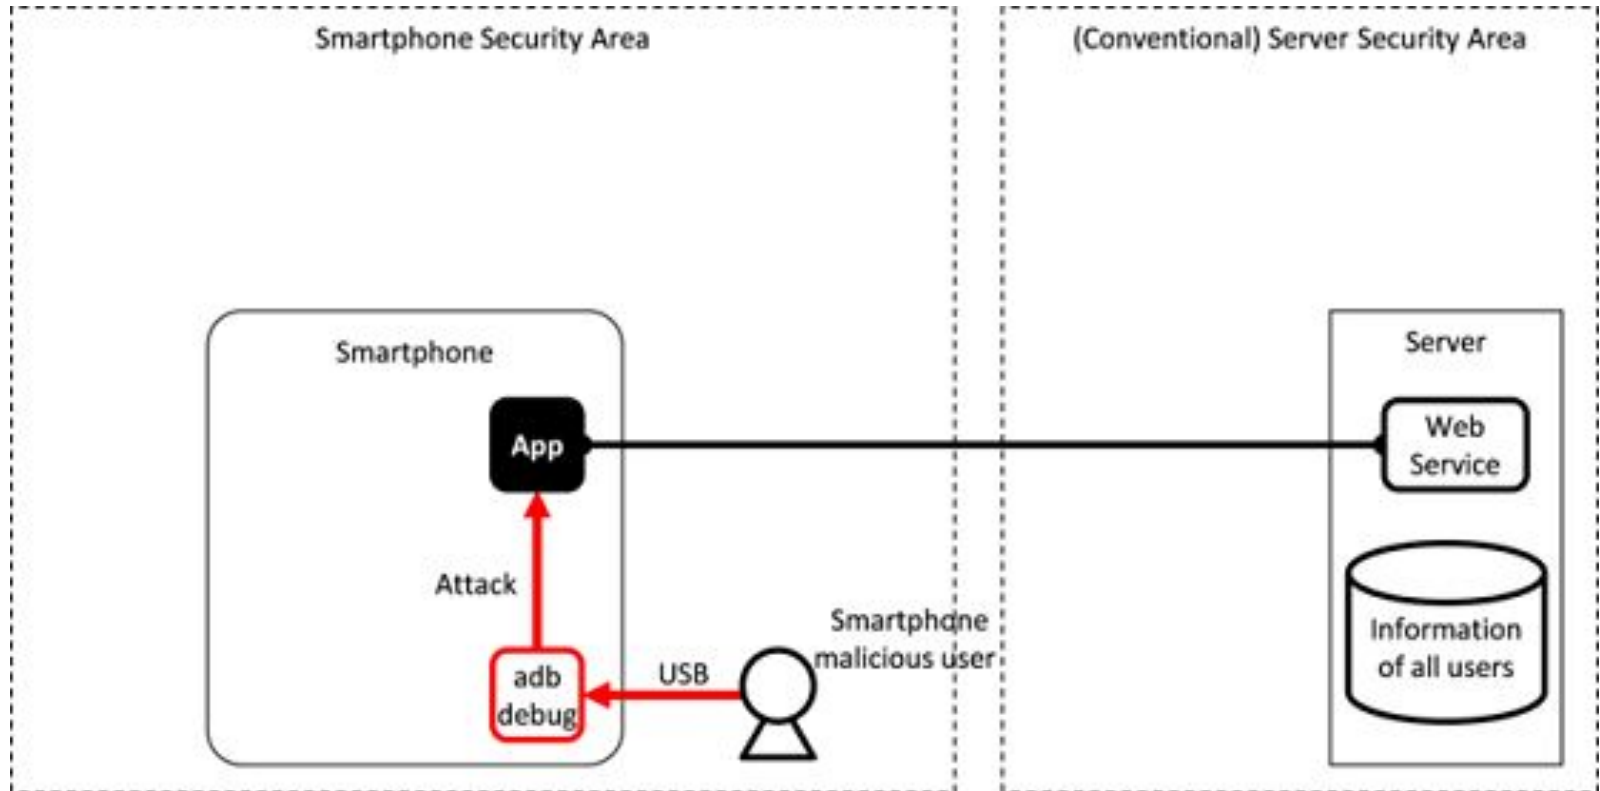 Smartphone Security Area
(Conventional) Server Security Area
Smartphone
Server
App
Web
Service
Attack
Smartphone
malicious user
Information
of all users
USB
adb
debug